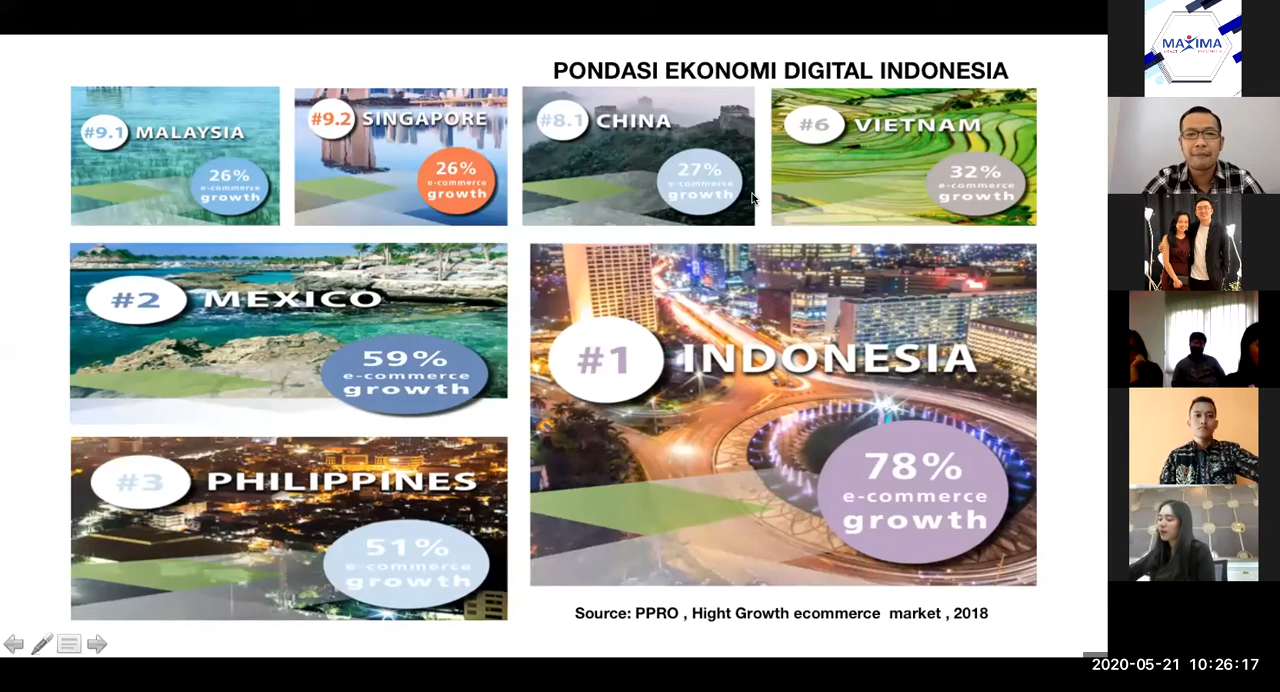 PONDASI EKONOMI DIGITAL INDONESIA
#9.1 MALAYSIA
26%
e-commerce
growth
#9.2 SINGAPORE
26%
e-commerce
growth
#8.1 CHINA
27%
e-commerce
growth
#6 VIETNAM
32%
e-commerce
growth
#2 MEXICO
59%
e-commerce
growth
#1 INDONESIA
78%
e-commerce
growth
#3 PHILIPPINES
51%
e-commerce
growth
Source: PPRO , Hight Growth ecommerce market , 2018
MAXIMA
2020-05-21 10:26:17